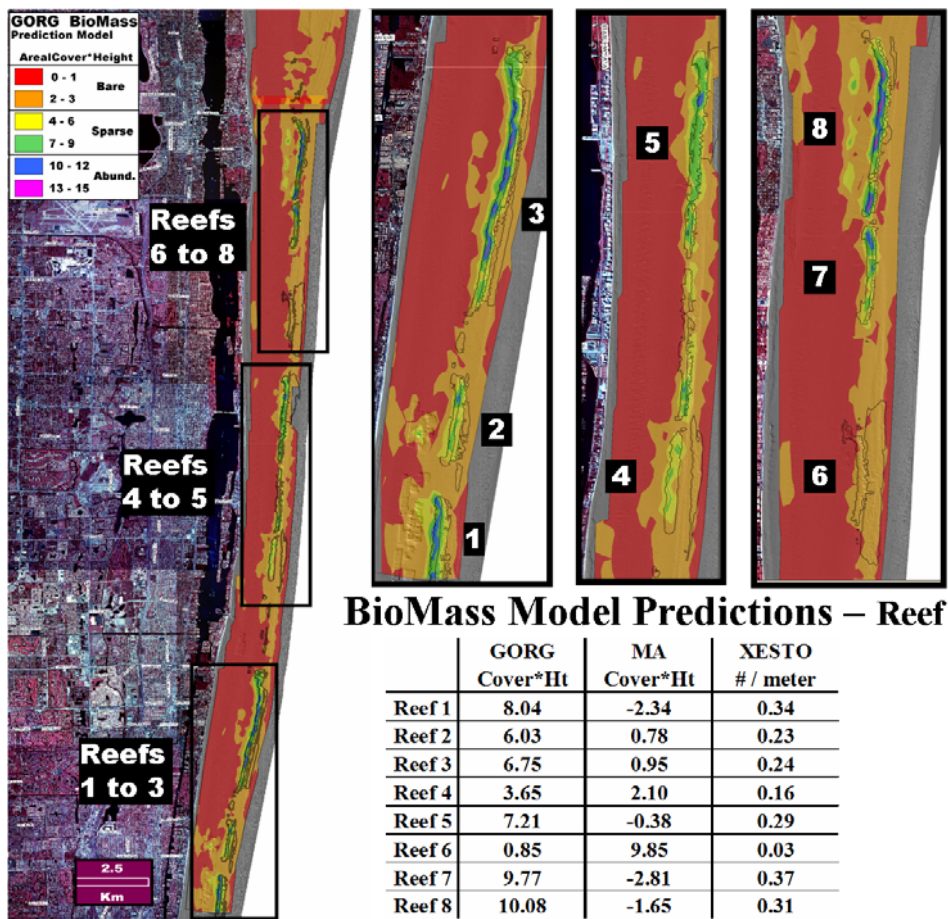 GORG BioMass
Prediction Model
ArealCover*Height
0 - 1
Bare
2 - 3
4 - 6
Sparse
7 - 9
10 - 12
Abund.
13 - 15
Reefs
6 to 8
Reefs
4 to 5
Reefs
1 to 3
2.5
Km
3
2
1
5
4
8
7
6
BioMass Model Predictions – Reef
GORG MA XESTO
Cover*Ht Cover*Ht # / meter
Reef 1 8.04 -2.34 0.34
Reef 2 6.03 0.78 0.23
Reef 3 6.75 0.95 0.24
Reef 4 3.65 2.10 0.16
Reef 5 7.21 -0.38 0.29
Reef 6 0.85 9.85 0.03
Reef 7 9.77 -2.81 0.37
Reef 8 10.08 -1.65 0.31